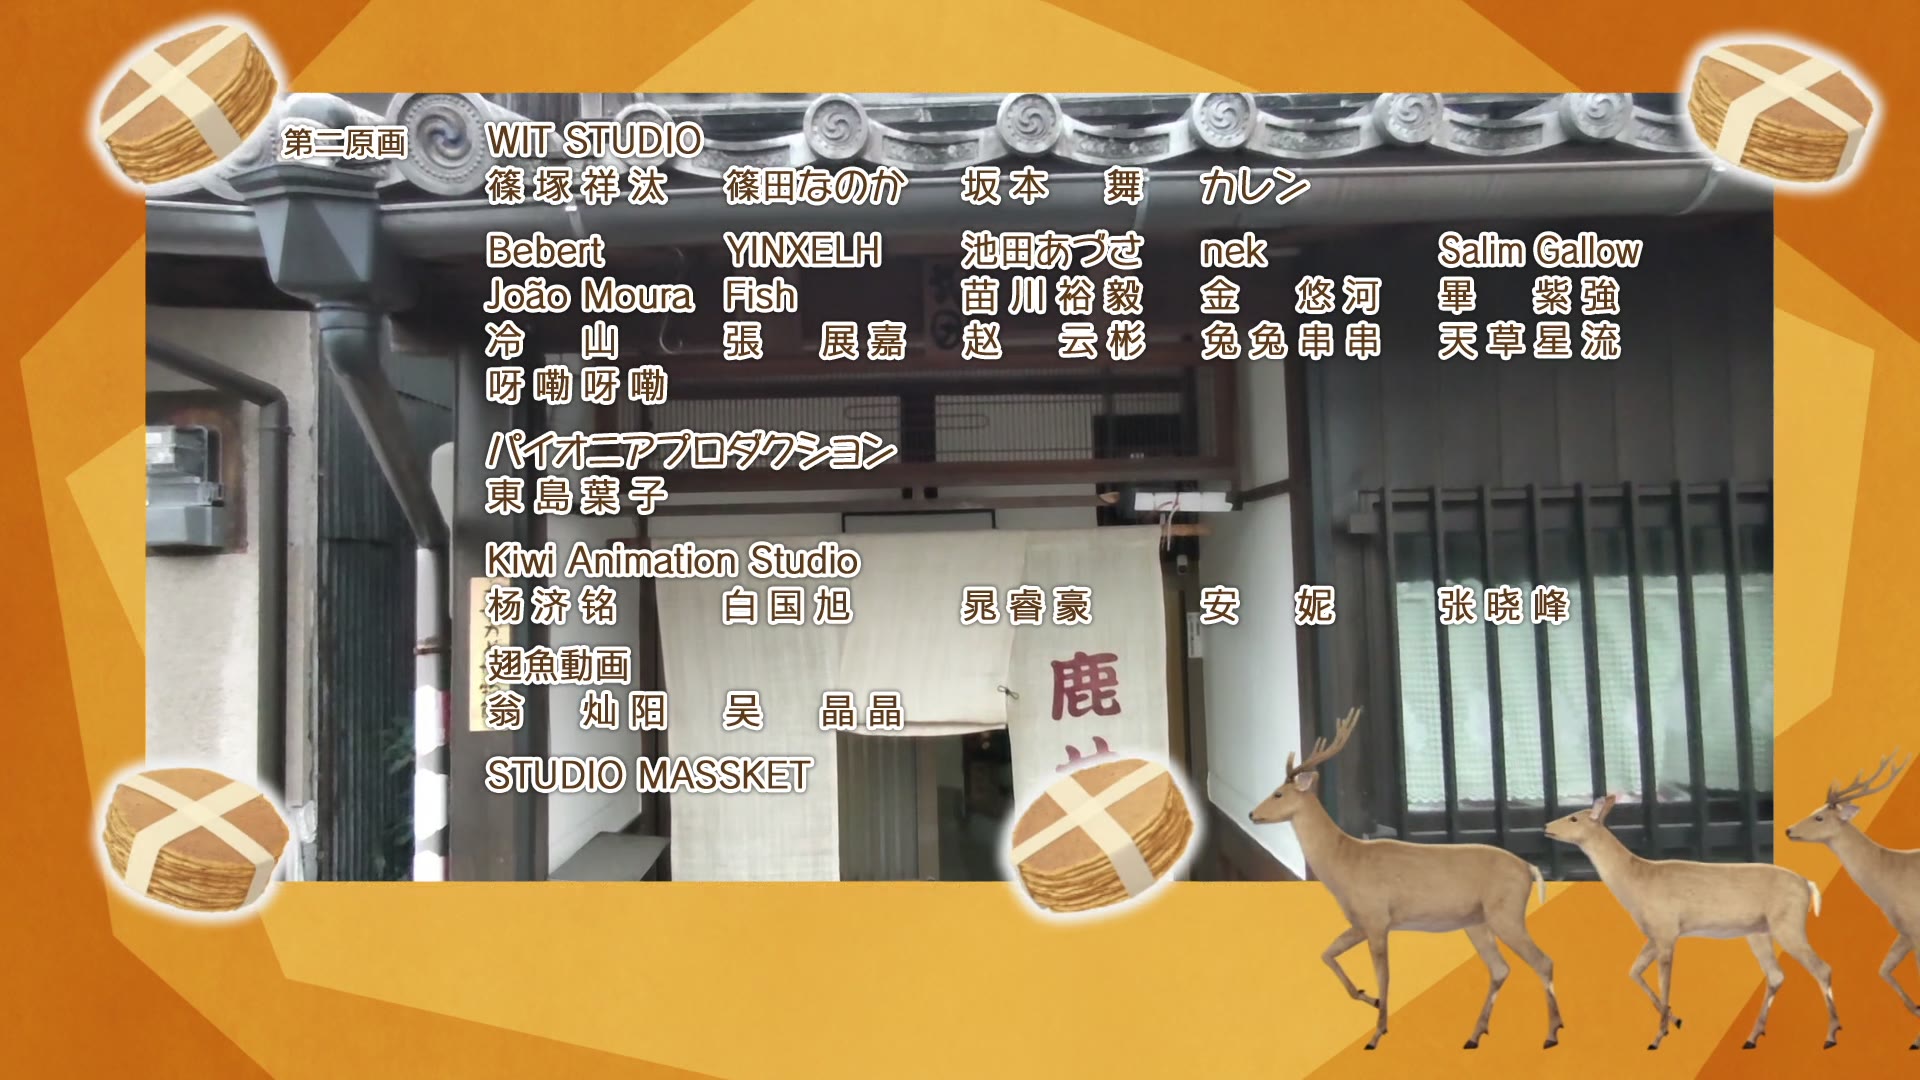 第二原画
WIT STUDIO
篠塚祥汰 篠田なのか 坂本 舞 カレン
Bebert YINXELH 池田あづさ nek Salim Gallow
João Moura Fish 苗川裕毅 金 悠河 畢 紫強
冷 山 張 展嘉 赵 云彬 兔兔串串 天草星流
呀嘞呀嘞
パイオニアプロダクション
東島葉子
Kiwi Animation Studio
杨济铭 白国旭 晁睿豪 安 妮 张晓峰
翅魚動画
翁 灿阳 吴 晶晶
STUDIO MASSKET
鹿